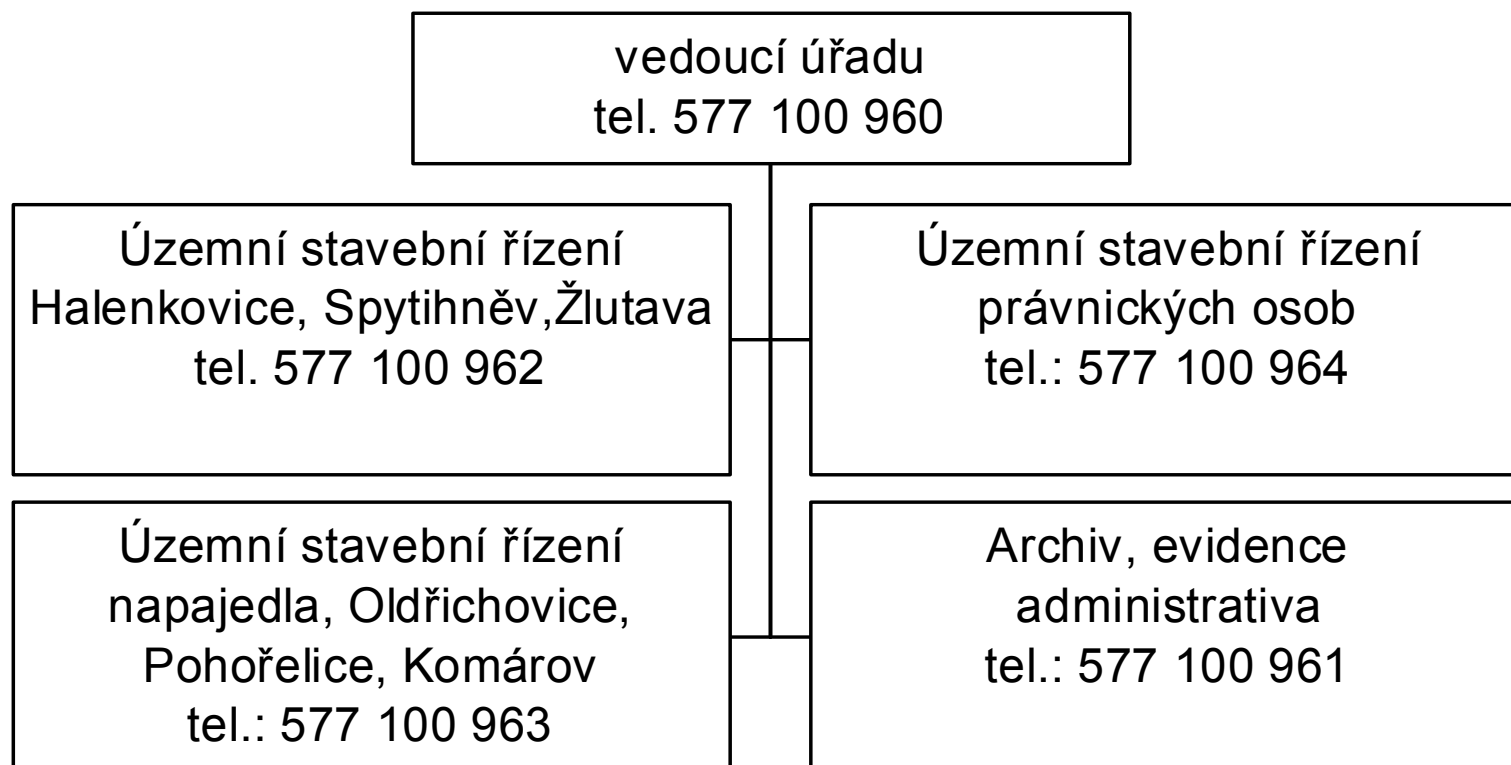 vedoucí úřadu
tel. 577 100 960
Územní stavební řízení
Halenkovice, Spytihněv,Žlutava
tel. 577 100 962
Územní stavební řízení
právnických osob
tel.: 577 100 964
Územní stavební řízení
napajedla, Oldřichovice,
Pohořelice, Komárov
tel.: 577 100 963
Archiv, evidence
administrativa
tel.: 577 100 961